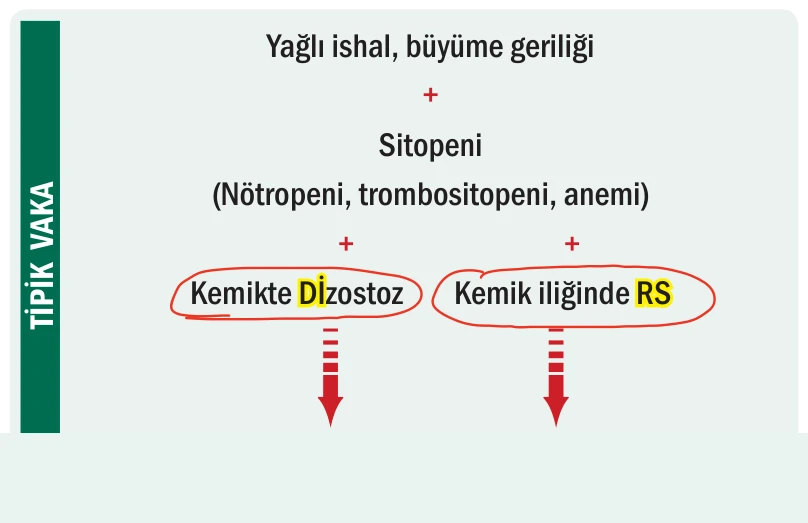 TİPİK VAKA
Yağlı ishal, büyüme geriliği
+
Sitopeni
(Nötropeni, trombositopeni, anemi)
+ +
Kemikte DİZostoz Kemik iliğinde RS